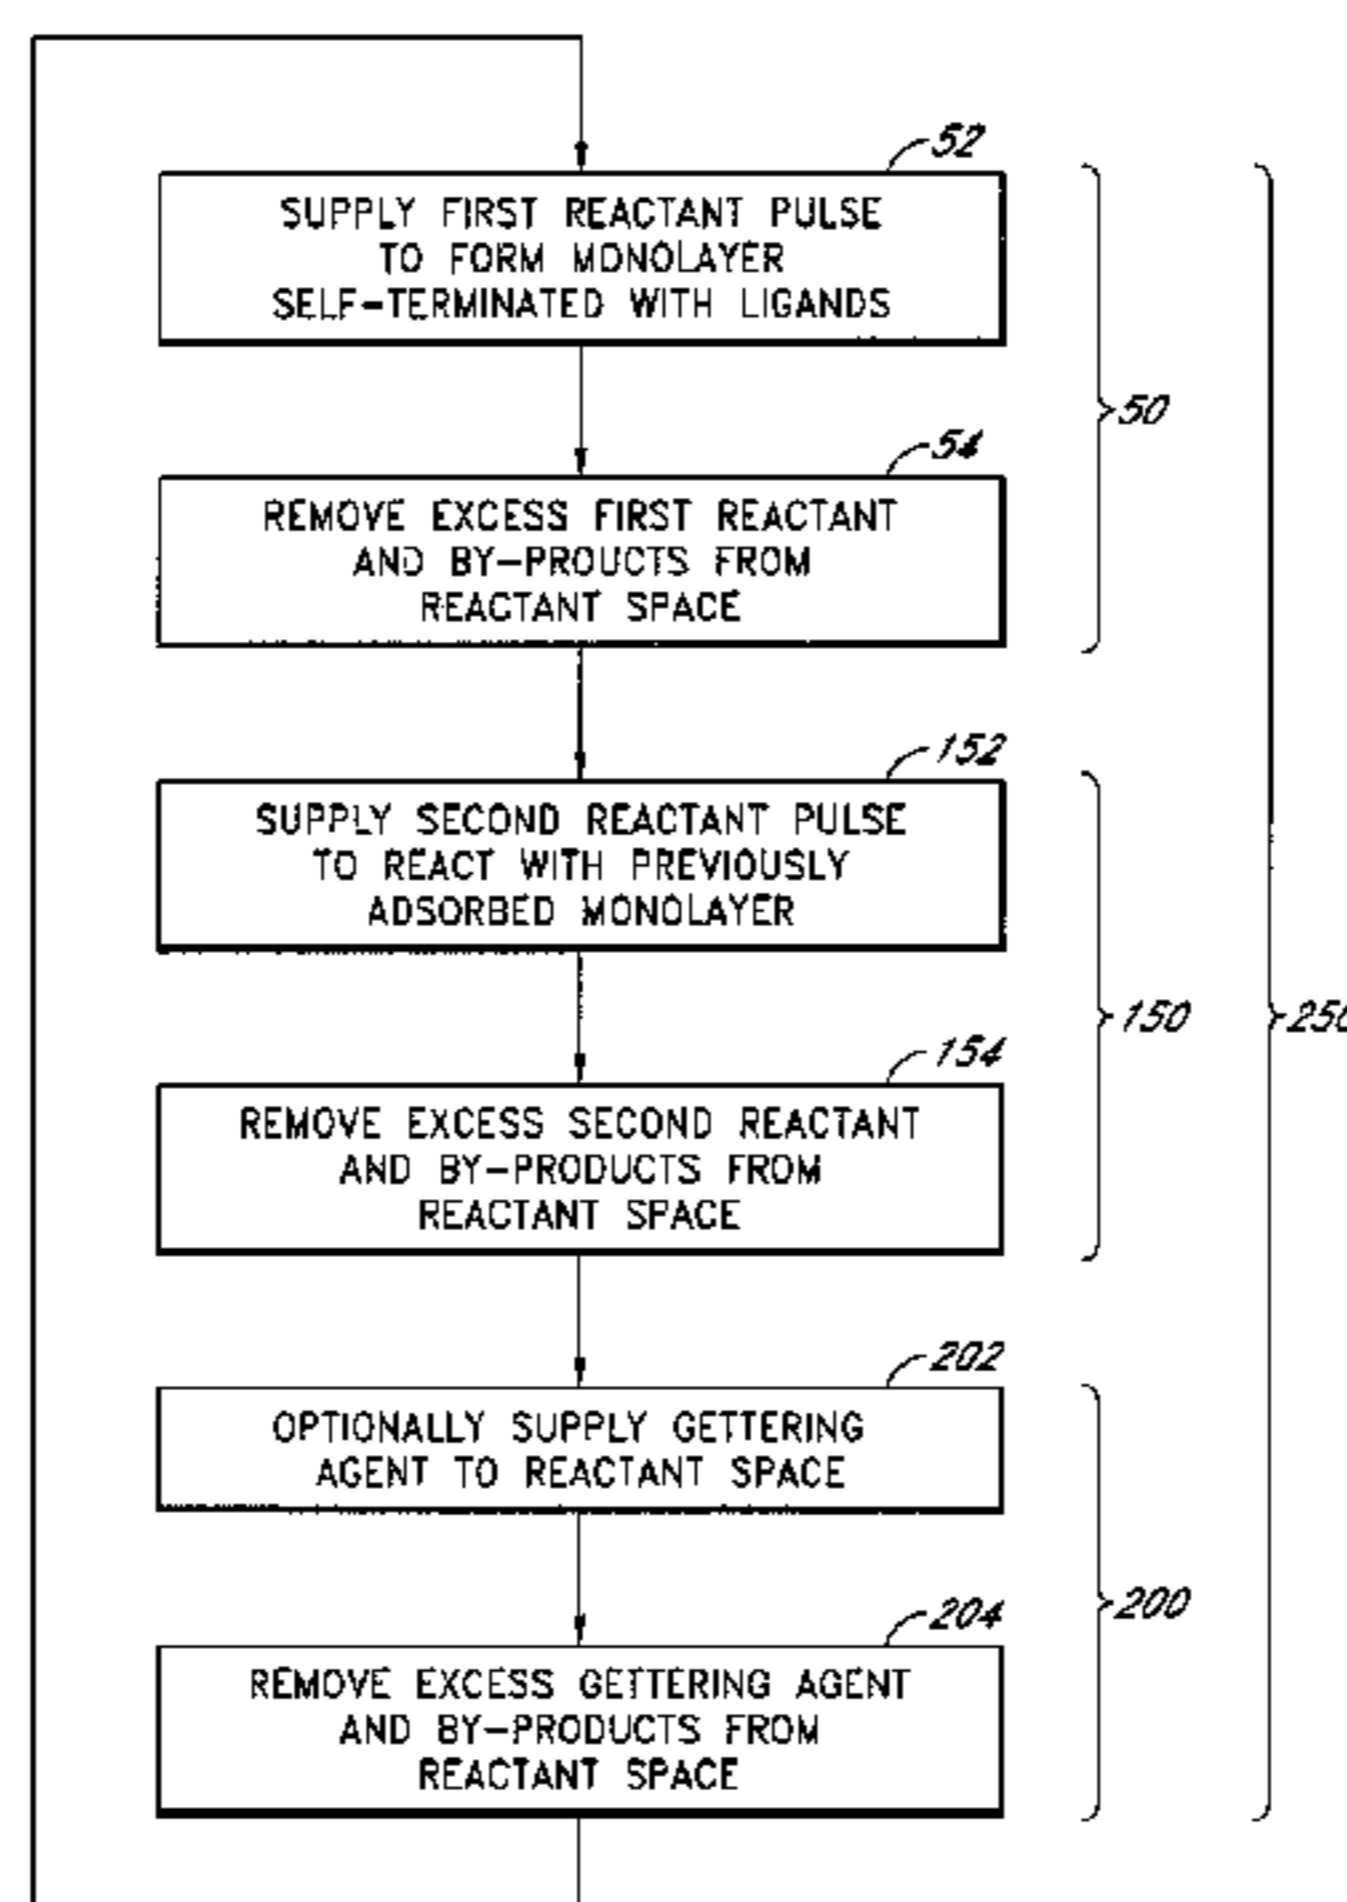 52
SUPPLY FIRST REACTANT PULSE
TO FORM MONOLAYER
SELF-TERMINATED WITH LIGANDS
50
54
REMOVE EXCESS FIRST REACTANT
AND BY-PROUCTS FROM
REACTANT SPACE
152
SUPPLY SECOND REACTANT PULSE
TO REACT WITH PREVIOUSLY
ADSORBED MONOLAYER
150
250
154
REMOVE EXCESS SECOND REACTANT
AND BY-PRODUCTS FROM
REACTANT SPACE
202
OPTIONALLY SUPPLY GETTERING
AGENT TO REACTANT SPACE
200
204
REMOVE EXCESS GETTERING AGENT
AND BY-PRODUCTS FROM
REACTANT SPACE